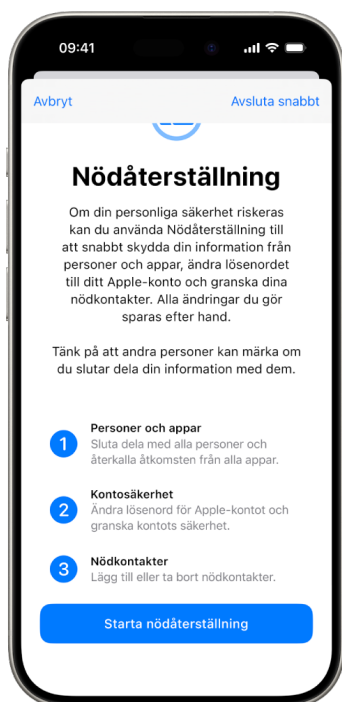 09:41
Avbryt
Avsluta snabbt
Nödåterställning
Om din personliga säkerhet riskeras
kan du använda Nödåterställning till
att snabbt skydda din information från
personer och appar, ändra lösenordet
till ditt Apple-konto och granska dina
nödkontakter. Alla ändringar du gör
sparas efter hand.
Tänk på att andra personer kan märka om
du slutar dela din information med dem.
1
Personer och appar
Sluta dela med alla personer och
återkalla åtkomsten från alla appar.
2
Kontosäkerhet
Ändra lösenord för Apple-kontot och
granska kontots säkerhet.
3
Nödkontakter
Lägg till eller ta bort nödkontakter.
Starta nödåterställning